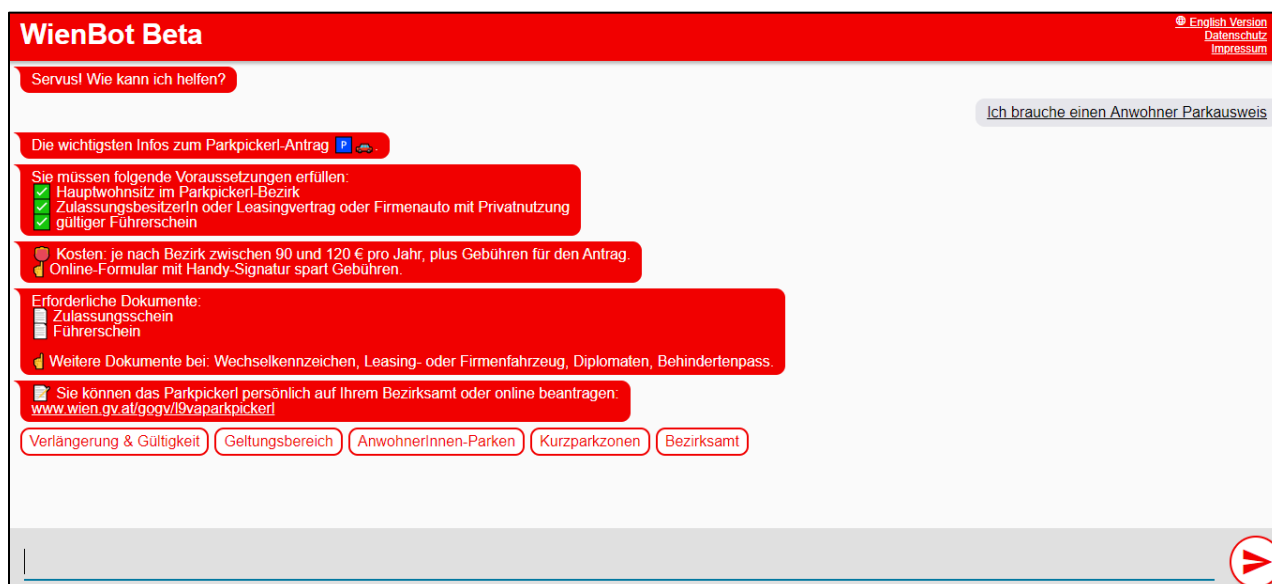 WienBot Beta
English Version
Datenschutz
Impressum
Servus! Wie kann ich helfen?
Ich brauche einen Anwohner Parkausweis
Die wichtigsten Infos zum Parkpickerl-Antrag 🅿️ 🚗.
Sie müssen folgende Voraussetzungen erfüllen:
✅ Hauptwohnsitz im Parkpickerl-Bezirk
✅ ZulassungsbesitzerIn oder Leasingvertrag oder Firmenauto mit Privatnutzung
✅ gültiger Führerschein
Kosten: je nach Bezirk zwischen 90 und 120 € pro Jahr, plus Gebühren für den Antrag.
☝ Online-Formular mit Handy-Signatur spart Gebühren.
Erforderliche Dokumente:
📄 Zulassungsschein
📄 Führerschein
☝ Weitere Dokumente bei: Wechselkennzeichen, Leasing- oder Firmenfahrzeug, Diplomaten, Behindertenpass.
📝 Sie können das Parkpickerl persönlich auf Ihrem Bezirksamt oder online beantragen:
www.wien.gv.at/gogv/l9vaparkpickerl
Verlängerung & Gültigkeit
Geltungsbereich
AnwohnerInnen-Parken
Kurzparkzonen
Bezirksamt